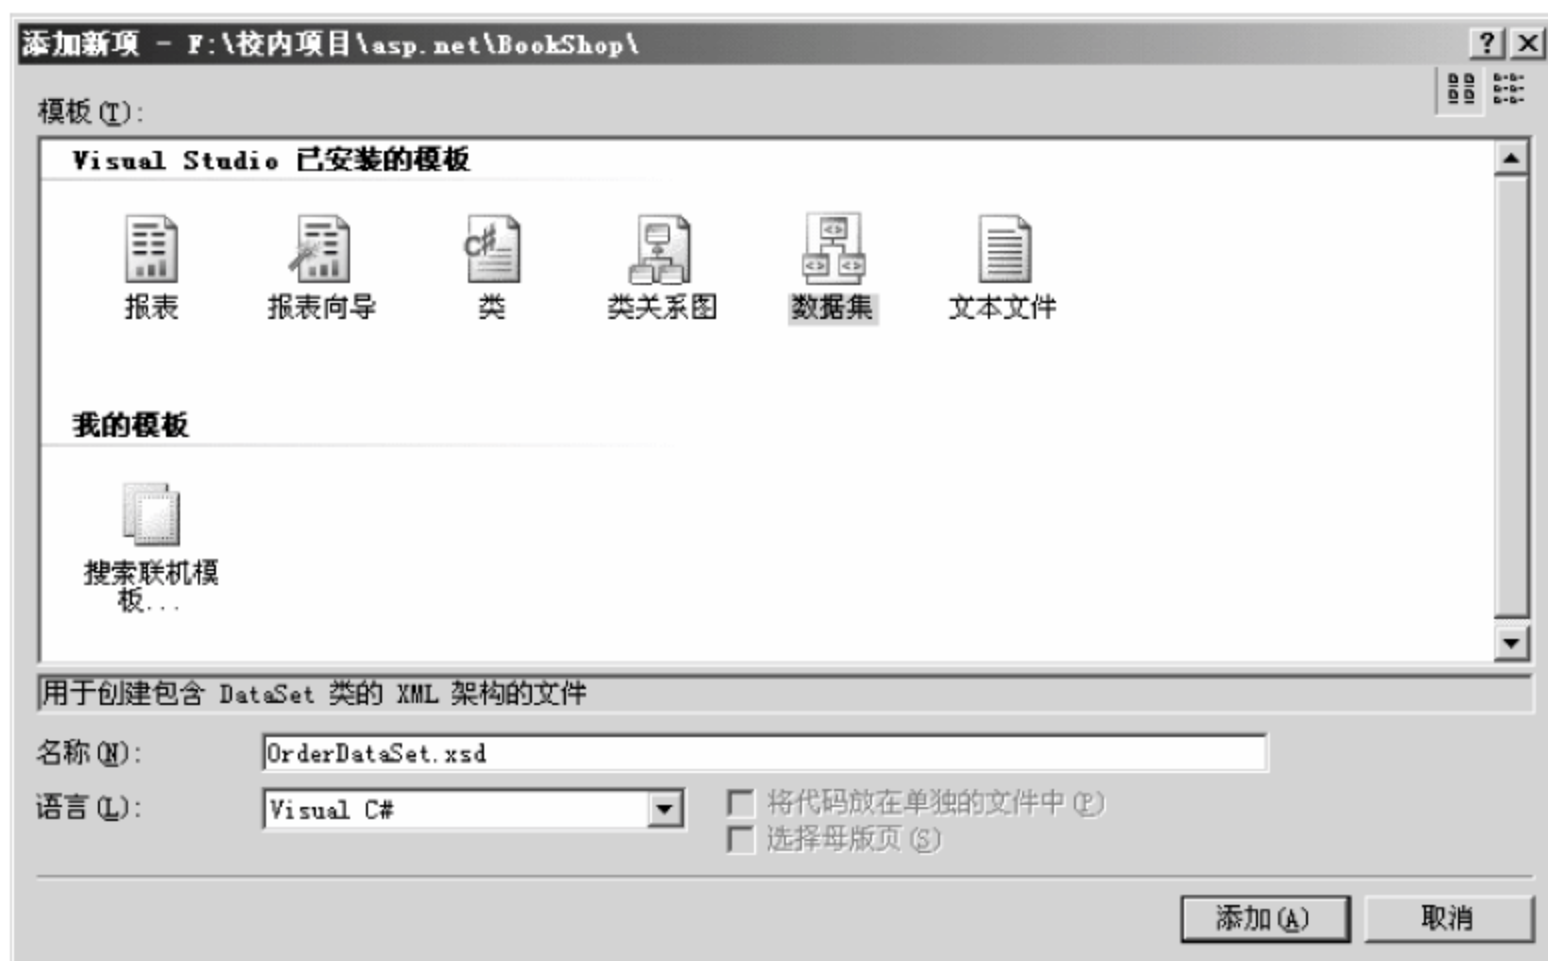 添加新项 - F:\校内项目\asp.net\BookShop\
模板(T):
Visual Studio 已安装的模板
报表 报表向导 类 类关系图 数据集 文本文件
我的模板
搜索联机模
板...
用于创建包含 DataSet 类的 XML 架构的文件
名称(N): OrderDataSet.xsd
语言(L): Visual C# 将代码放在单独的文件中(P)
选择母版页(S)
添加(A) 取消